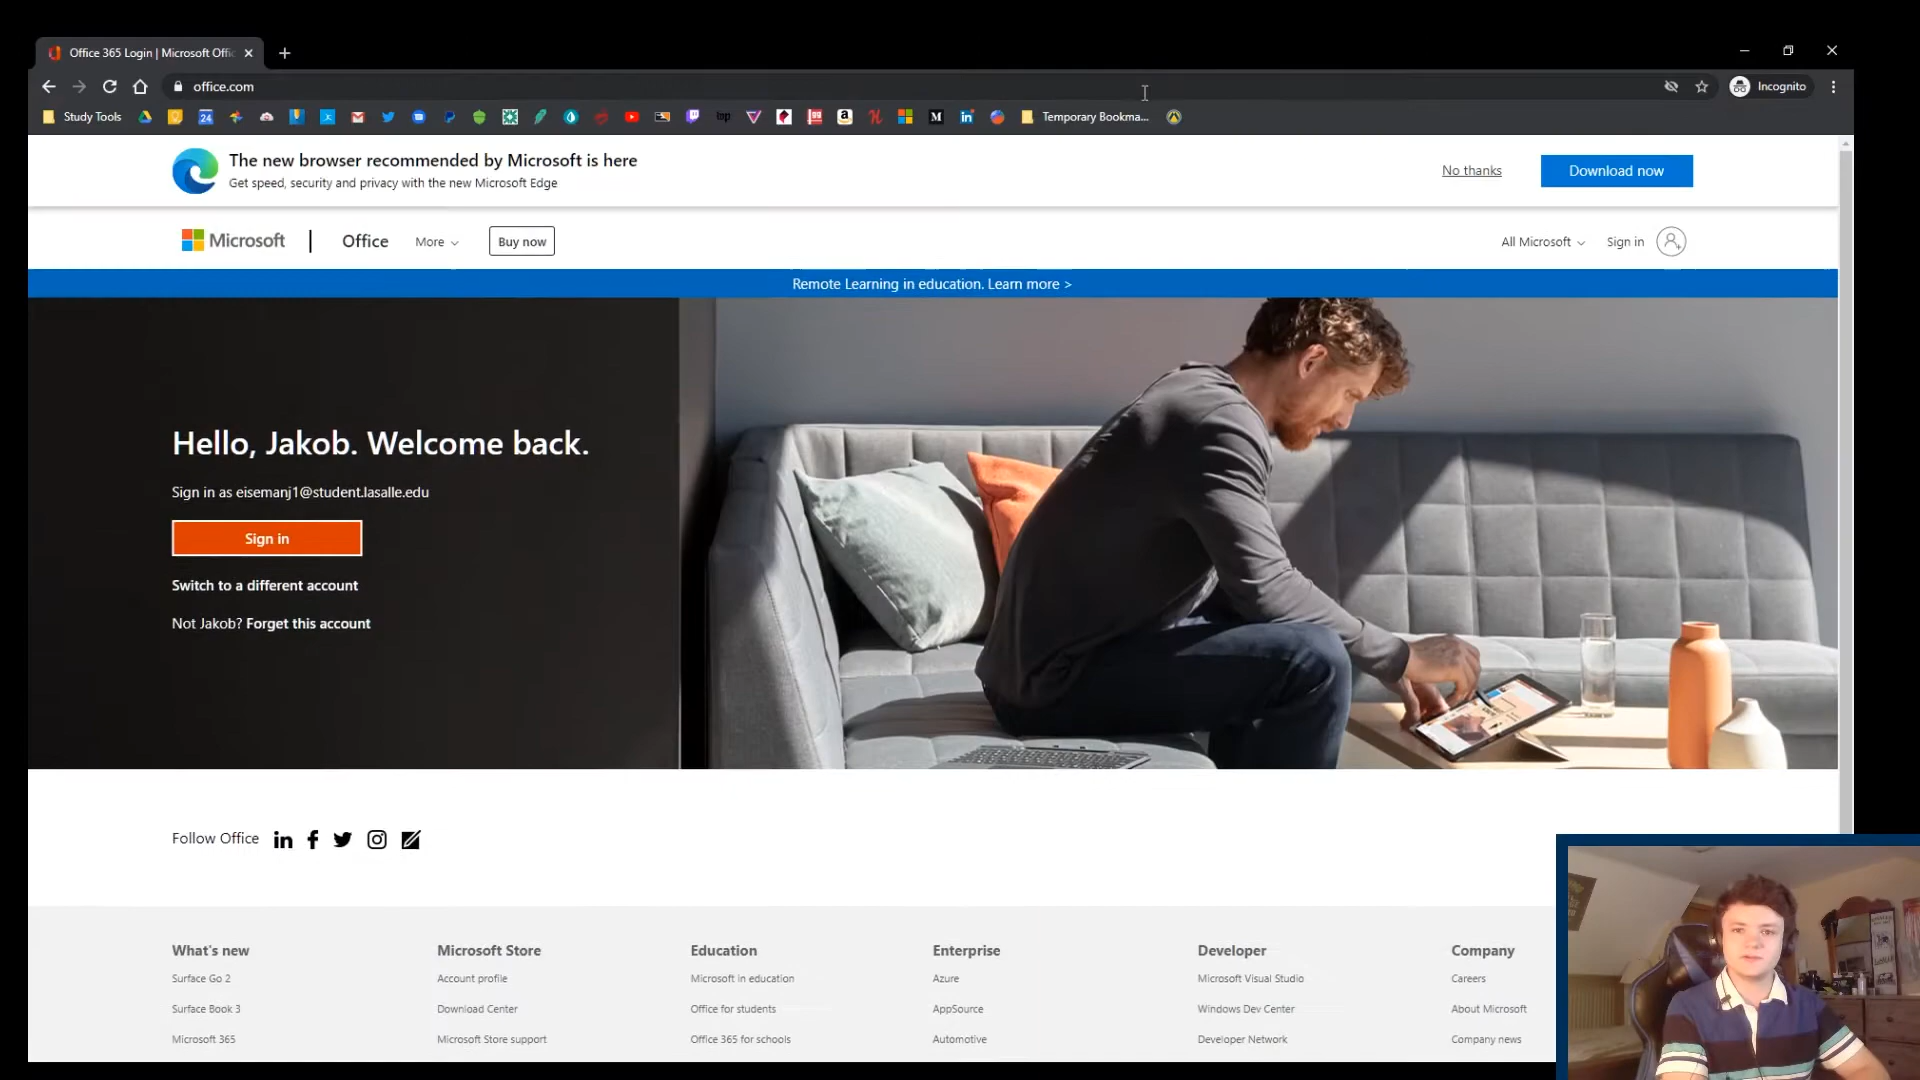 Office 365 Login | Microsoft Offi
office.com
Incognito
Study Tools
24
top
M
Temporary Bookma...
The new browser recommended by Microsoft is here
Get speed, security and privacy with the new Microsoft Edge
No thanks
Download now
Microsoft
Office
More
Buy now
All Microsoft
Sign in
Remote Learning in education. Learn more >
Hello, Jakob. Welcome back.
Sign in as eisemanj1@student.lasalle.edu
Sign in
Switch to a different account
Not Jakob? Forget this account
Follow Office
What's new
Microsoft Store
Education
Enterprise
Developer
Company
Surface Go 2
Account profile
Microsoft in education
Azure
Microsoft Visual Studio
Careers
Surface Book 3
Download Center
Office for students
AppSource
Windows Dev Center
About Microsoft
Microsoft 365
Microsoft Store support
Office 365 for schools
Automotive
Developer Network
Company news